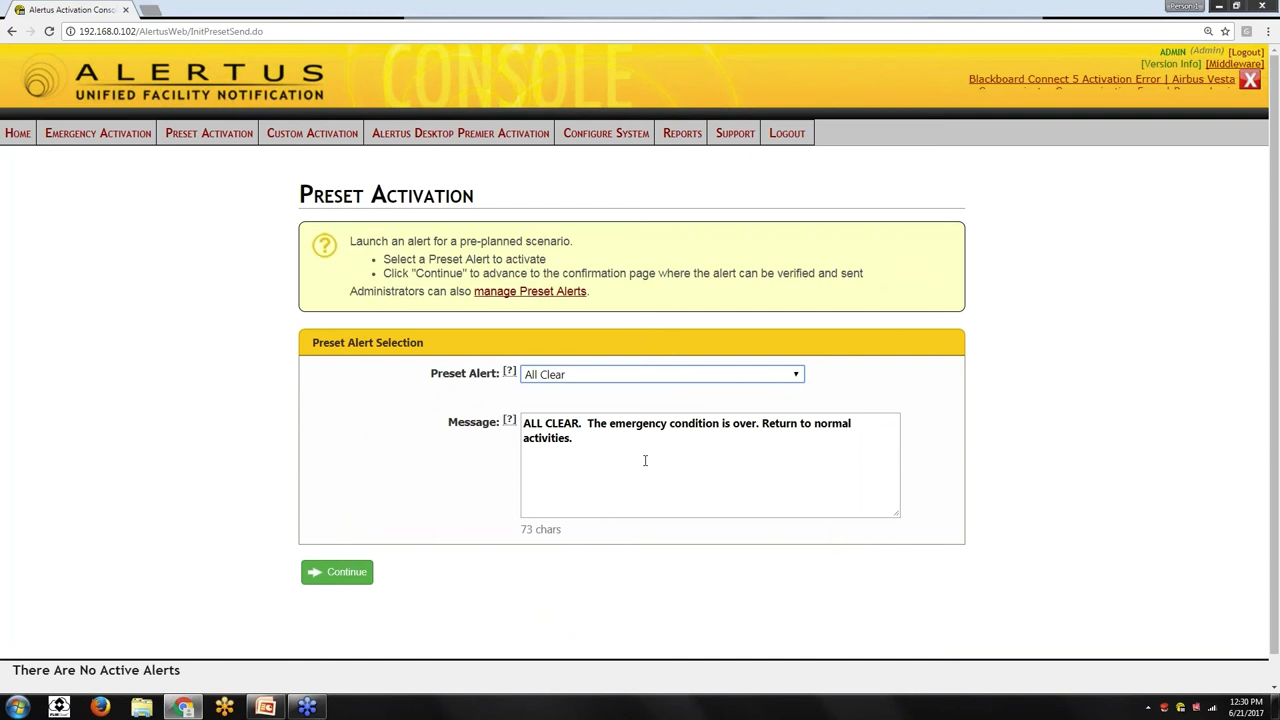 Alertus Activation Conso
Person 1
192.168.0.102/AlertusWeb/InitPresetSend.do
CONSOLE
ALERTUS
UNIFIED FACILITY NOTIFICATION
ADMIN (Admin) [Logout]
[Version Info] [Middleware]
Blackboard Connect 5 Activation Error | Airbus Vesta
HOME
EMERGENCY ACTIVATION
PRESET ACTIVATION
CUSTOM ACTIVATION
ALERTUS DESKTOP PREMIER ACTIVATION
CONFIGURE SYSTEM
REPORTS
SUPPORT
LOGOUT
PRESET ACTIVATION
Launch an alert for a pre-planned scenario.
• Select a Preset Alert to activate
• Click "Continue" to advance to the confirmation page where the alert can be verified and sent
Administrators can also manage Preset Alerts.
Preset Alert Selection
Preset Alert: [?] All Clear
Message: [?]
ALL CLEAR.  The emergency condition is over. Return to normal
activities.
73 chars
Continue
There Are No Active Alerts
12:30 PM
6/21/2017